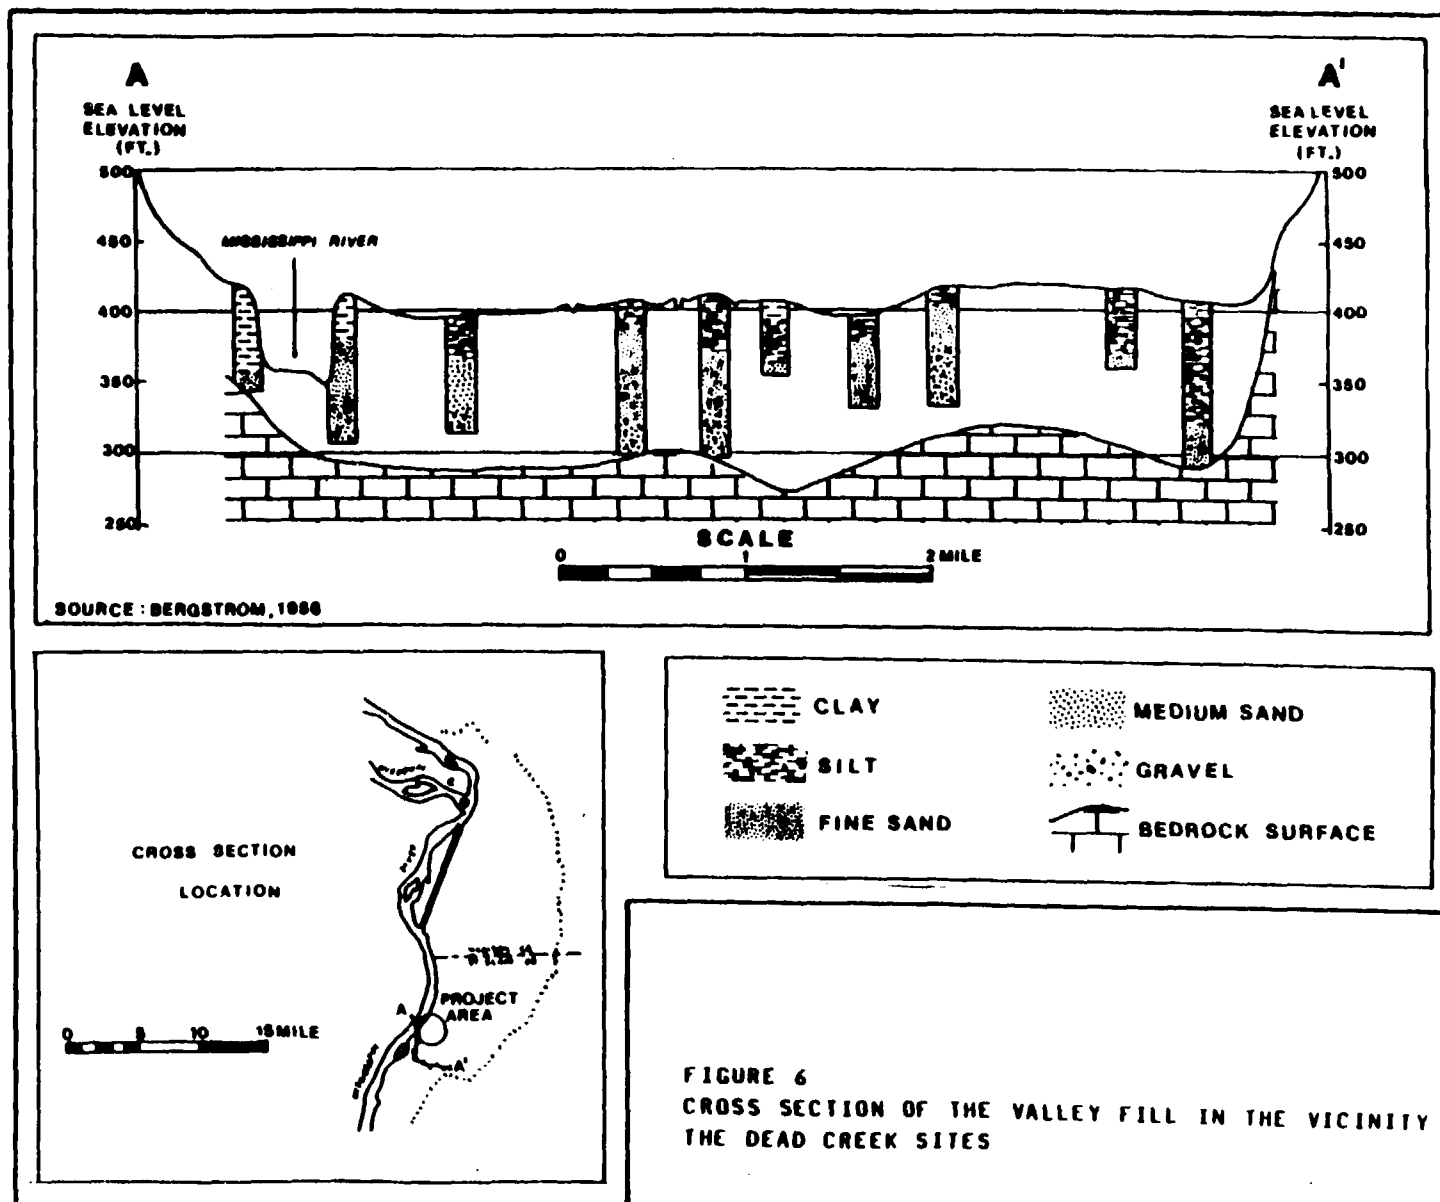 A
A'
SEA LEVEL
ELEVATION
(FT.)
SEA LEVEL
ELEVATION
(FT.)
500
500
450
450
MISSISSIPPI RIVER
400
400
350
350
300
300
250
250
SCALE
0 1 2 MILE
SOURCE: BERGSTROM, 1956
CROSS SECTION
LOCATION
PROJECT
AREA
A
A'
0 5 10 15 MILE
CLAY
SILT
FINE SAND
MEDIUM SAND
GRAVEL
BEDROCK SURFACE
FIGURE 6
CROSS SECTION OF THE VALLEY FILL IN THE VICINITY
THE DEAD CREEK SITES